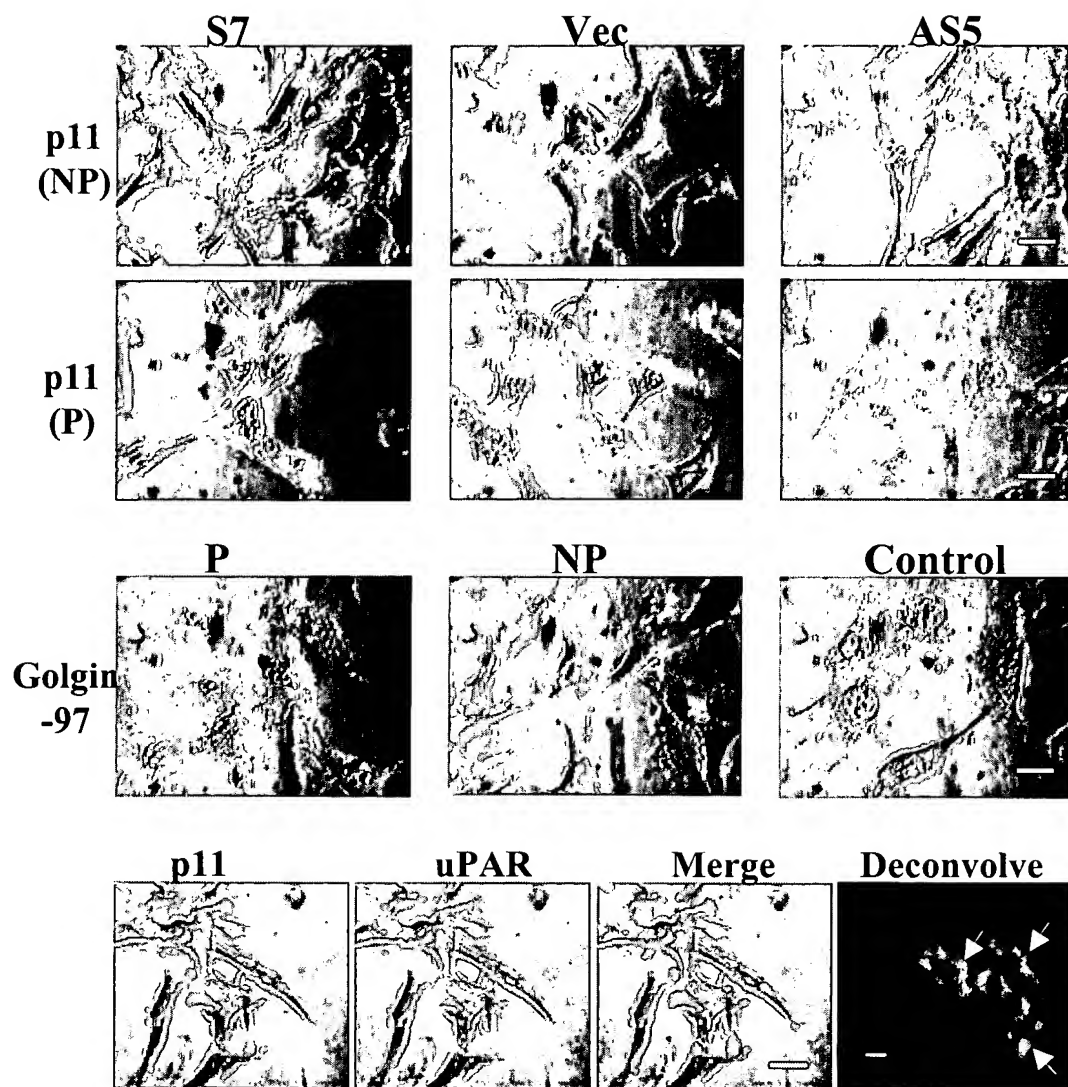 S7 Vec AS5
p11
(NP)
p11
(P)
P NP Control
Golgin
-97
p11 uPAR Merge Deconvolve